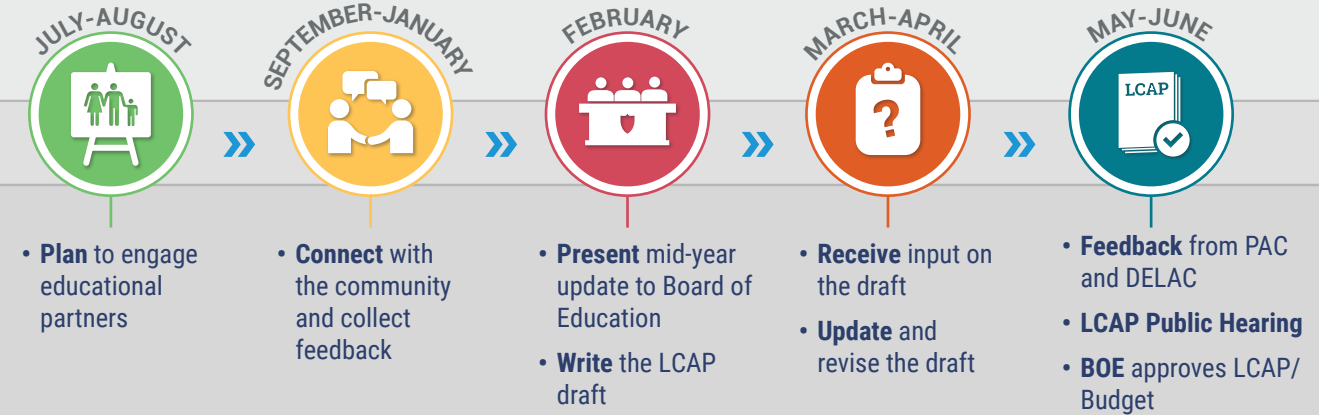 JULY-AUGUST
• Plan to engage
educational
partners
SEPTEMBER-JANUARY
• Connect with
the community
and collect
feedback
FEBRUARY
• Present mid-year
update to Board of
Education
• Write the LCAP
draft
MARCH-APRIL
?
• Receive input on
the draft
• Update and
revise the draft
MAY-JUNE
LCAP
• Feedback from PAC
and DELAC
• LCAP Public Hearing
• BOE approves LCAP/
Budget